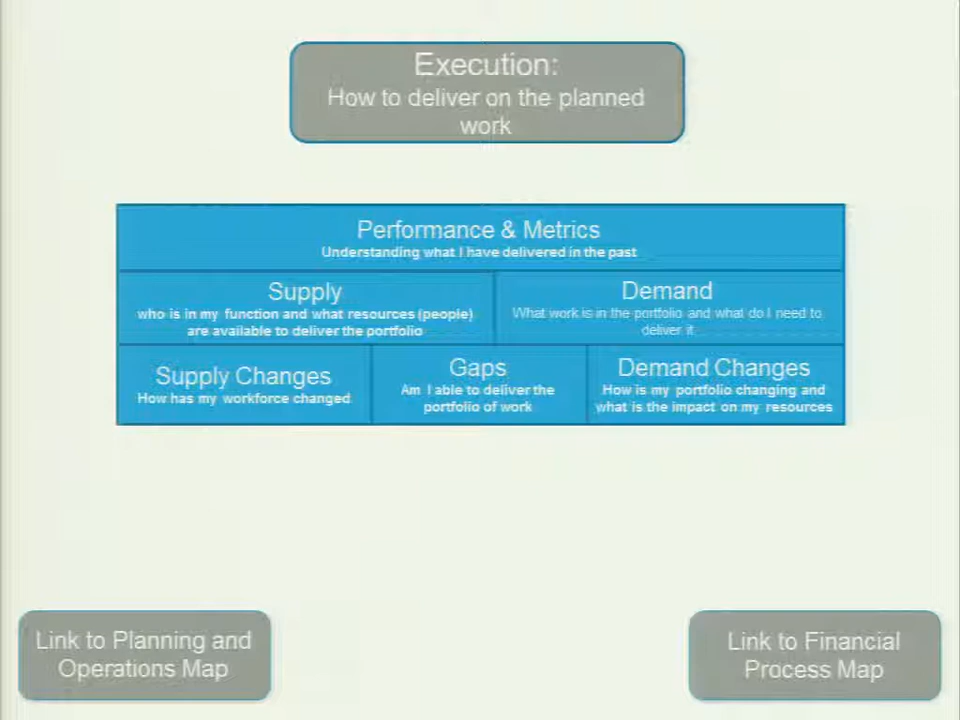 Execution:
How to deliver on the planned
work
Performance & Metrics
Understanding what I have delivered in the past
Supply
who is in my function and what resources (people)
are available to deliver the portfolio
Demand
What work is in the portfolio and what do I need to
deliver it
Supply Changes
How has my workforce changed
Gaps
Am I able to deliver the
portfolio of work
Demand Changes
How is my portfolio changing and
what is the impact on my resources
Link to Planning and
Operations Map
Link to Financial
Process Map